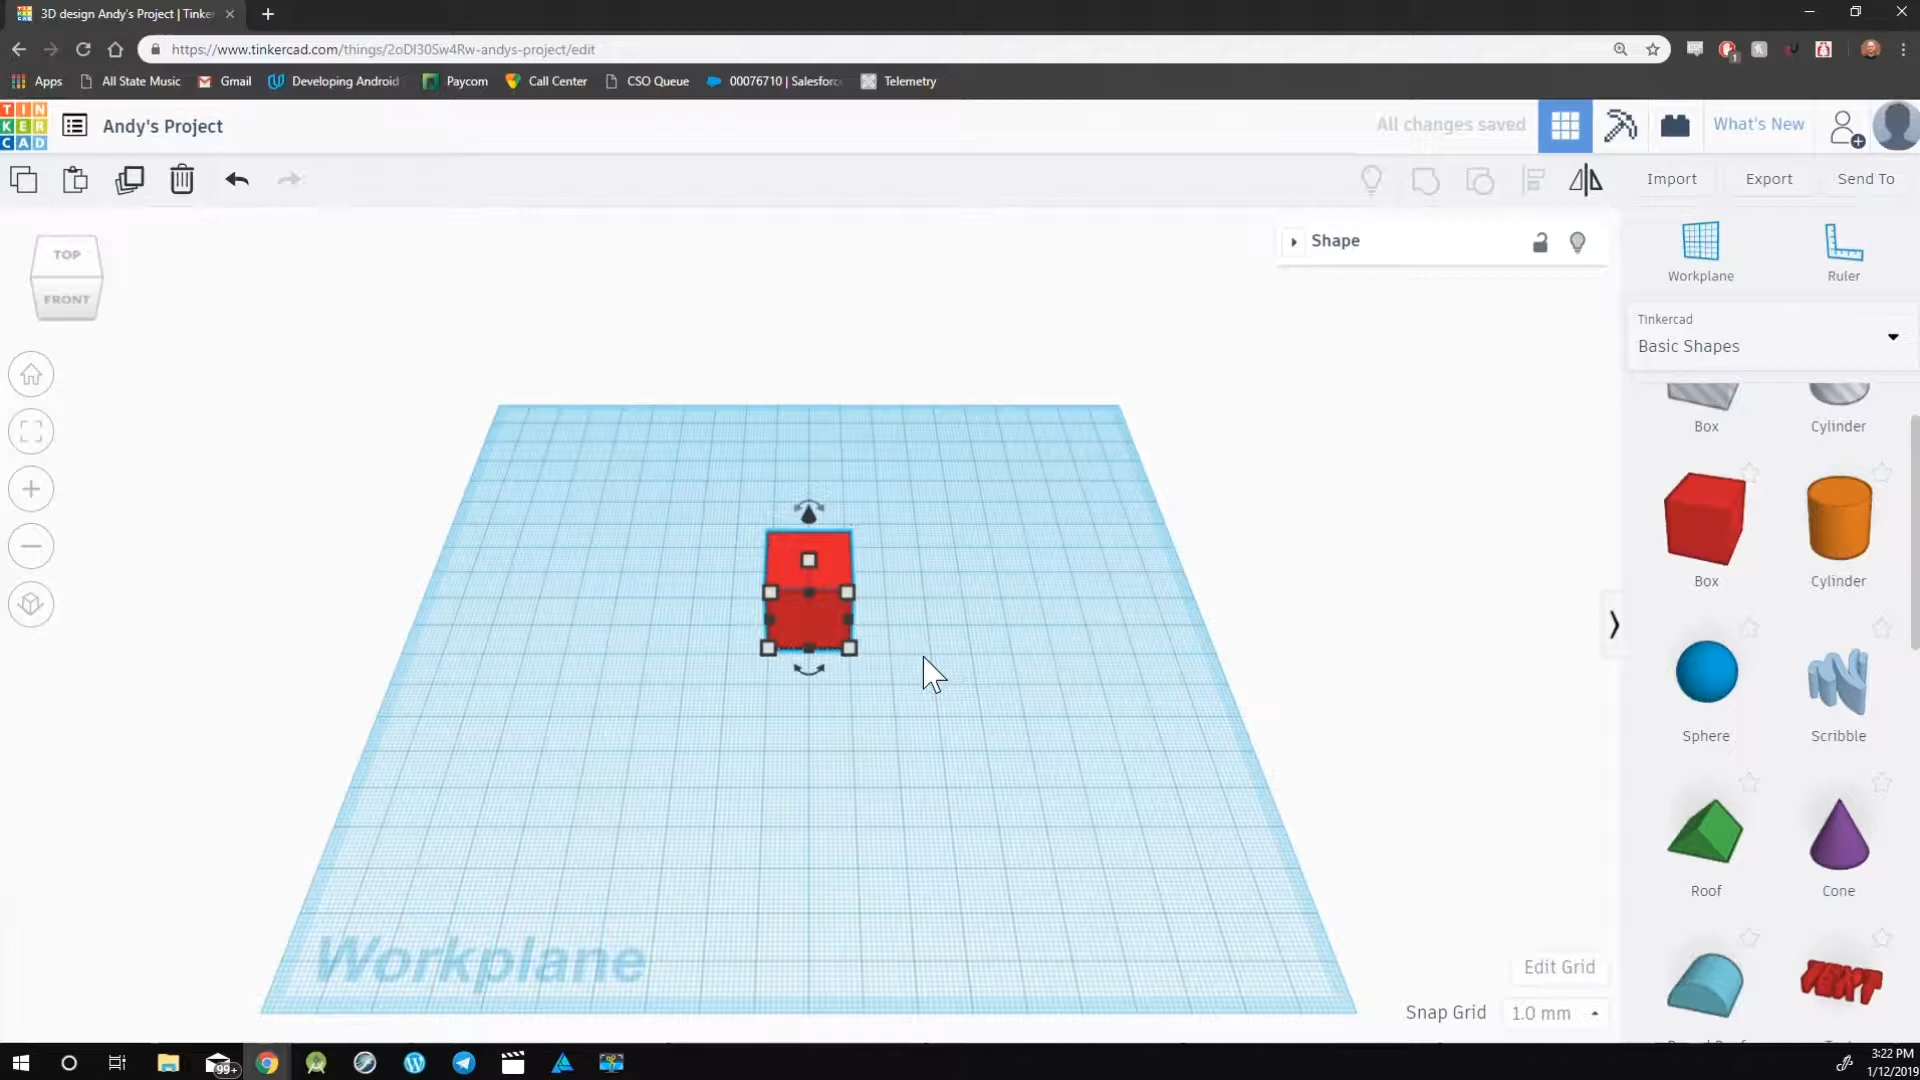 3D design Andy's Project | Tinker
https://www.tinkercad.com/things/2oDI30Sw4Rw-andys-project/edit
Apps
All State Music
Gmail
Developing Android
Paycom
Call Center
CSO Queue
00076710 | Salesforc
Telemetry
TIN
KER
CAD
Andy's Project
All changes saved
What's New
Import
Export
Send To
TOP
FRONT
Shape
Workplane
Ruler
Tinkercad
Basic Shapes
Box
Cylinder
Box
Cylinder
Sphere
Scribble
Roof
Cone
TEXT
Workplane
Edit Grid
Snap Grid
1.0 mm
99+
3:22 PM
1/12/2019